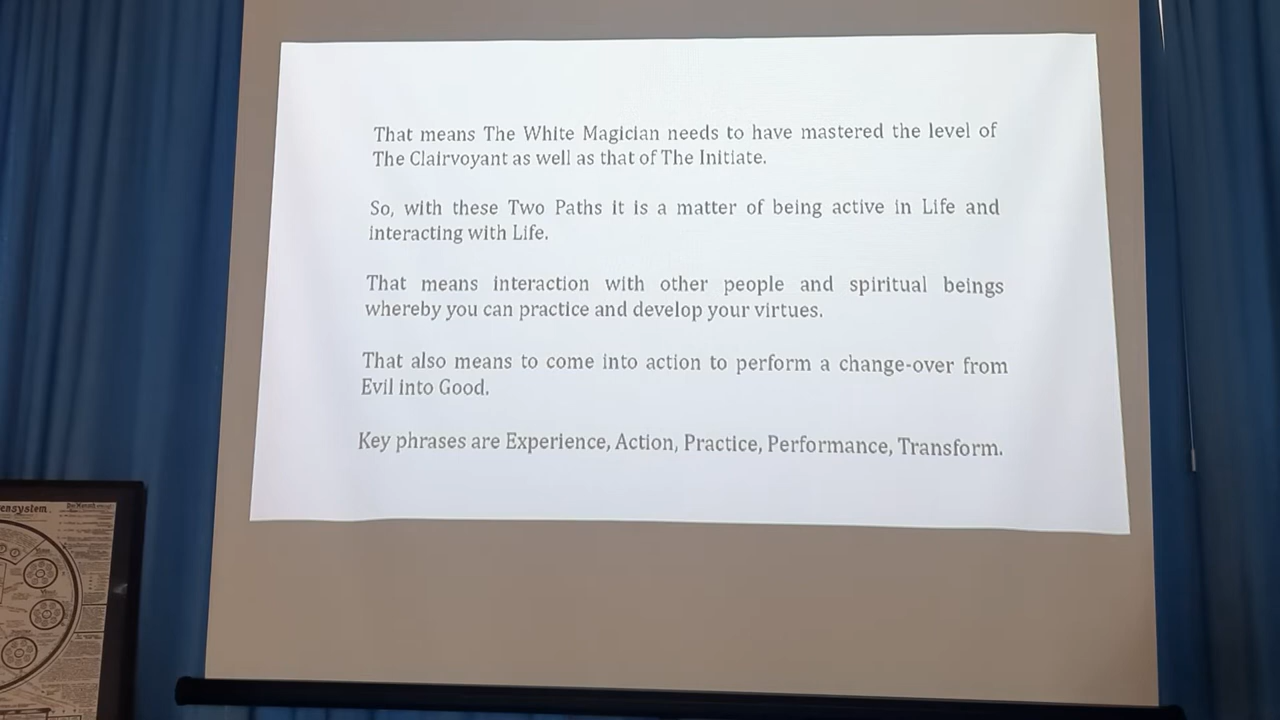 That means The White Magician needs to have mastered the level of
The Clairvoyant as well as that of The Initiate.
So, with these Two Paths it is a matter of being active in Life and
interacting with Life.
That means interaction with other people and spiritual beings
whereby you can practice and develop your virtues.
That also means to come into action to perform a change-over from
Evil into Good.
Key phrases are Experience, Action, Practice, Performance, Transform.
ensystem.